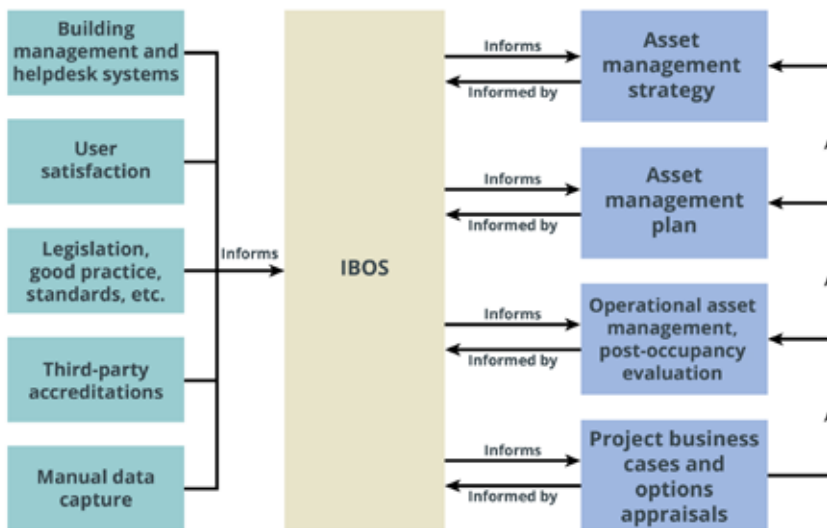 Building
management and
helpdesk systems
User
satisfaction
Legislation,
good practice,
standards, etc.
Third-party
accreditations
Manual data
capture
Informs
IBOS
Informs
Informed by
Informs
Informed by
Informs
Informed by
Informs
Informed by
Asset
management
strategy
Asset
management
plan
Operational asset
management,
post-occupancy
evaluation
Project business
cases and
options
appraisals